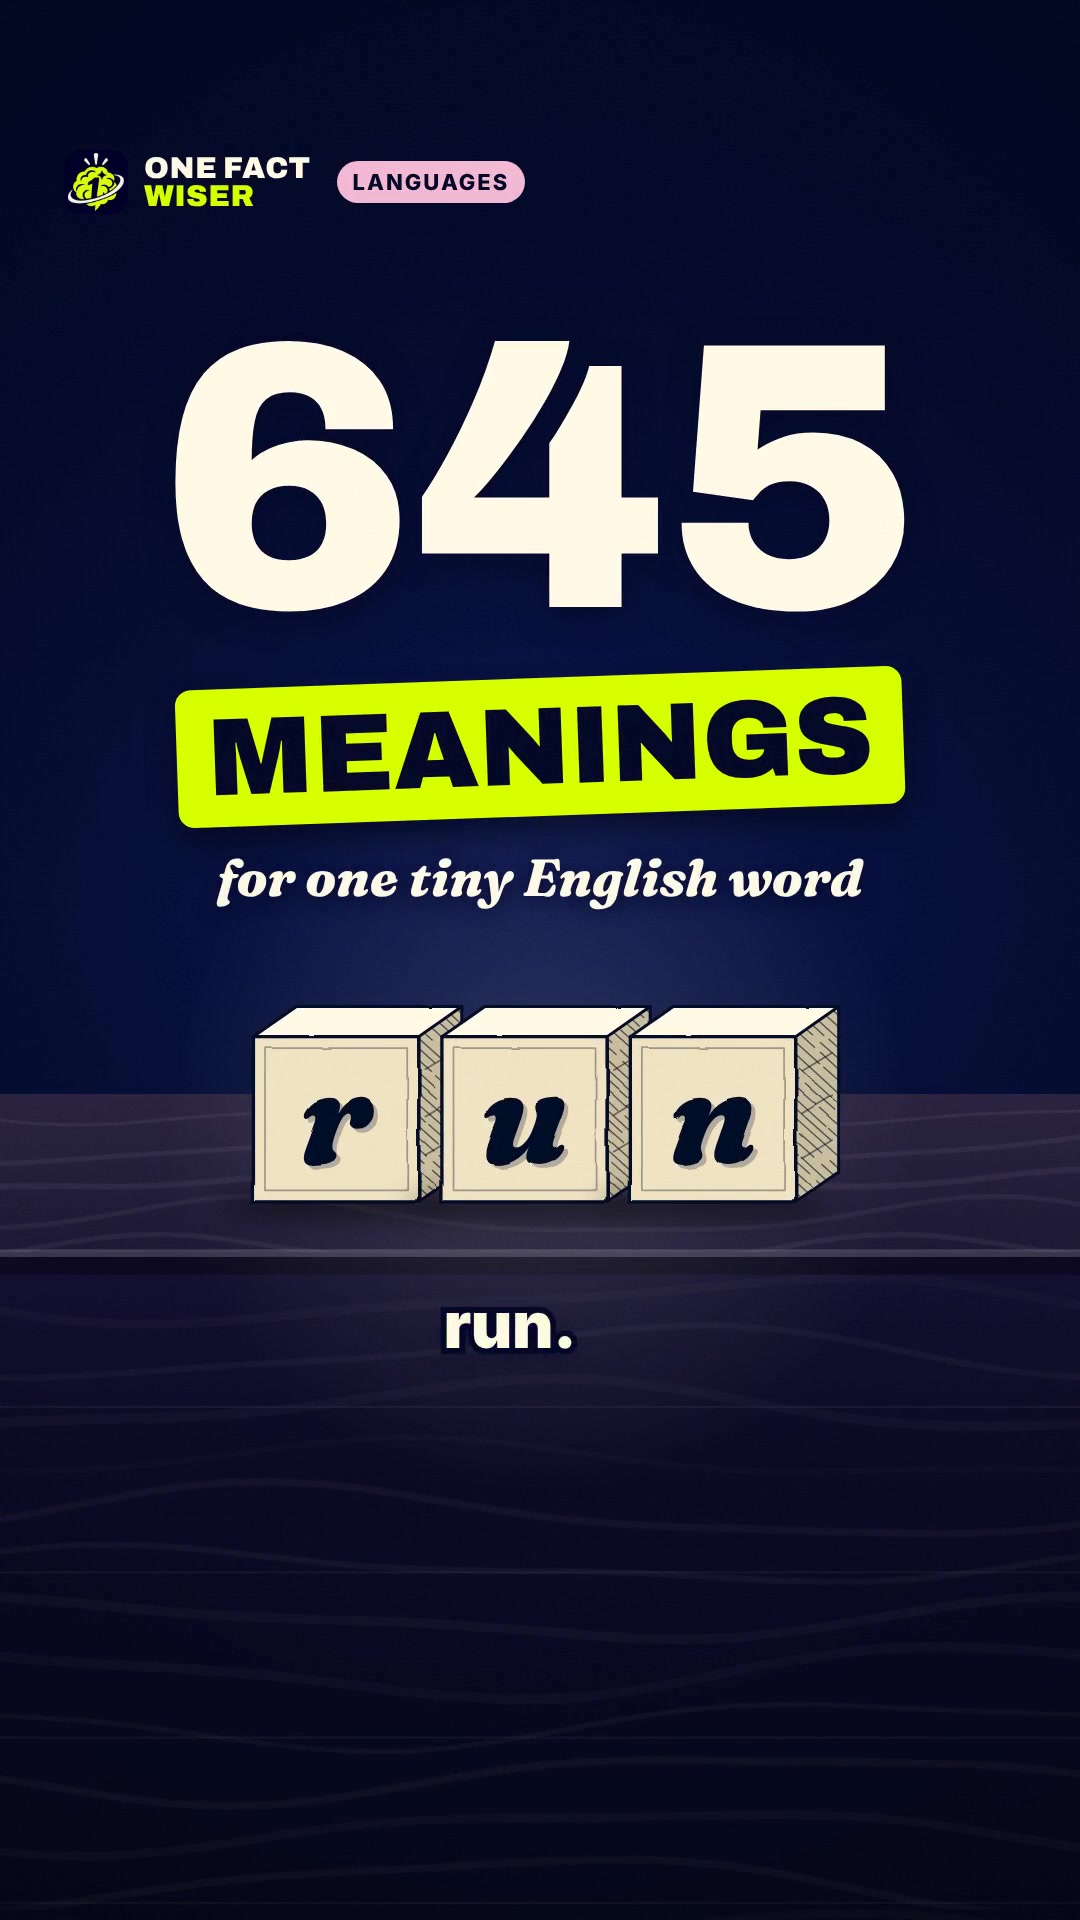 ONE FACT
WISER
LANGUAGES
645
MEANINGS
for one tiny English word
r u n
run.